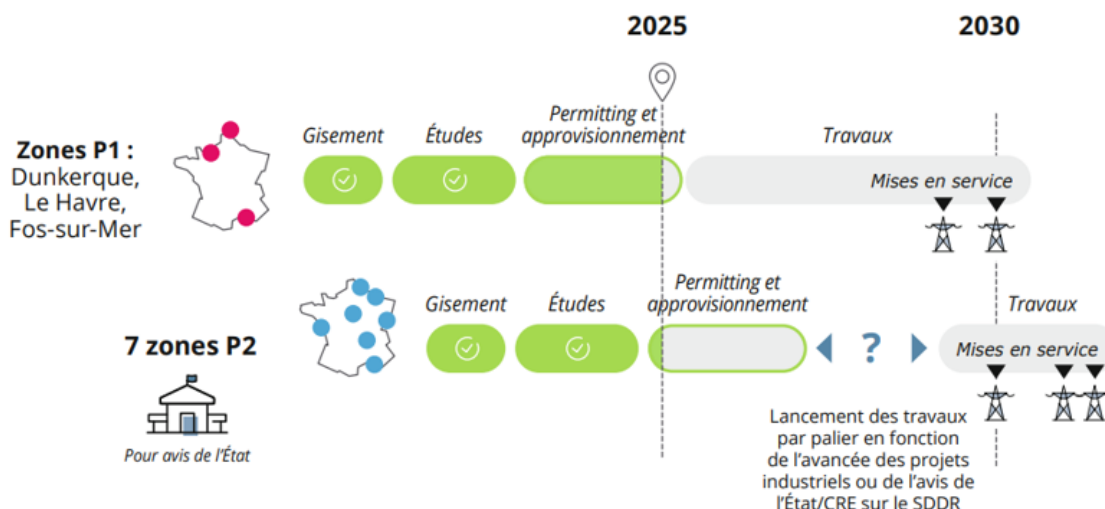 2025
2030
Gisement
Études
Permitting et
approvisionnement
Travaux
Zones P1 :
Dunkerque,
Le Havre,
Fos-sur-Mer
Mises en service
Gisement
Études
Permitting et
approvisionnement
Travaux
7 zones P2
?
Mises en service
Pour avis de l'État
Lancement des travaux
par palier en fonction
de l'avancée des projets
industriels ou de l'avis de
l'État/CRE sur le SDDR